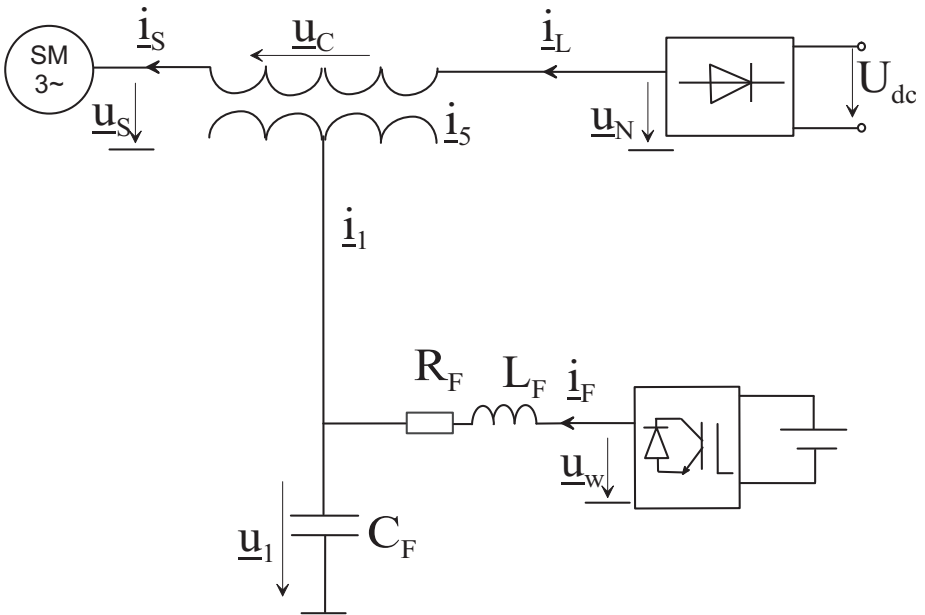 SM
3~
i_S
u_C
i_L
U_dc
u_S
u_N
i_5
i_1
R_F
L_F
i_F
u_w
u_1
C_F